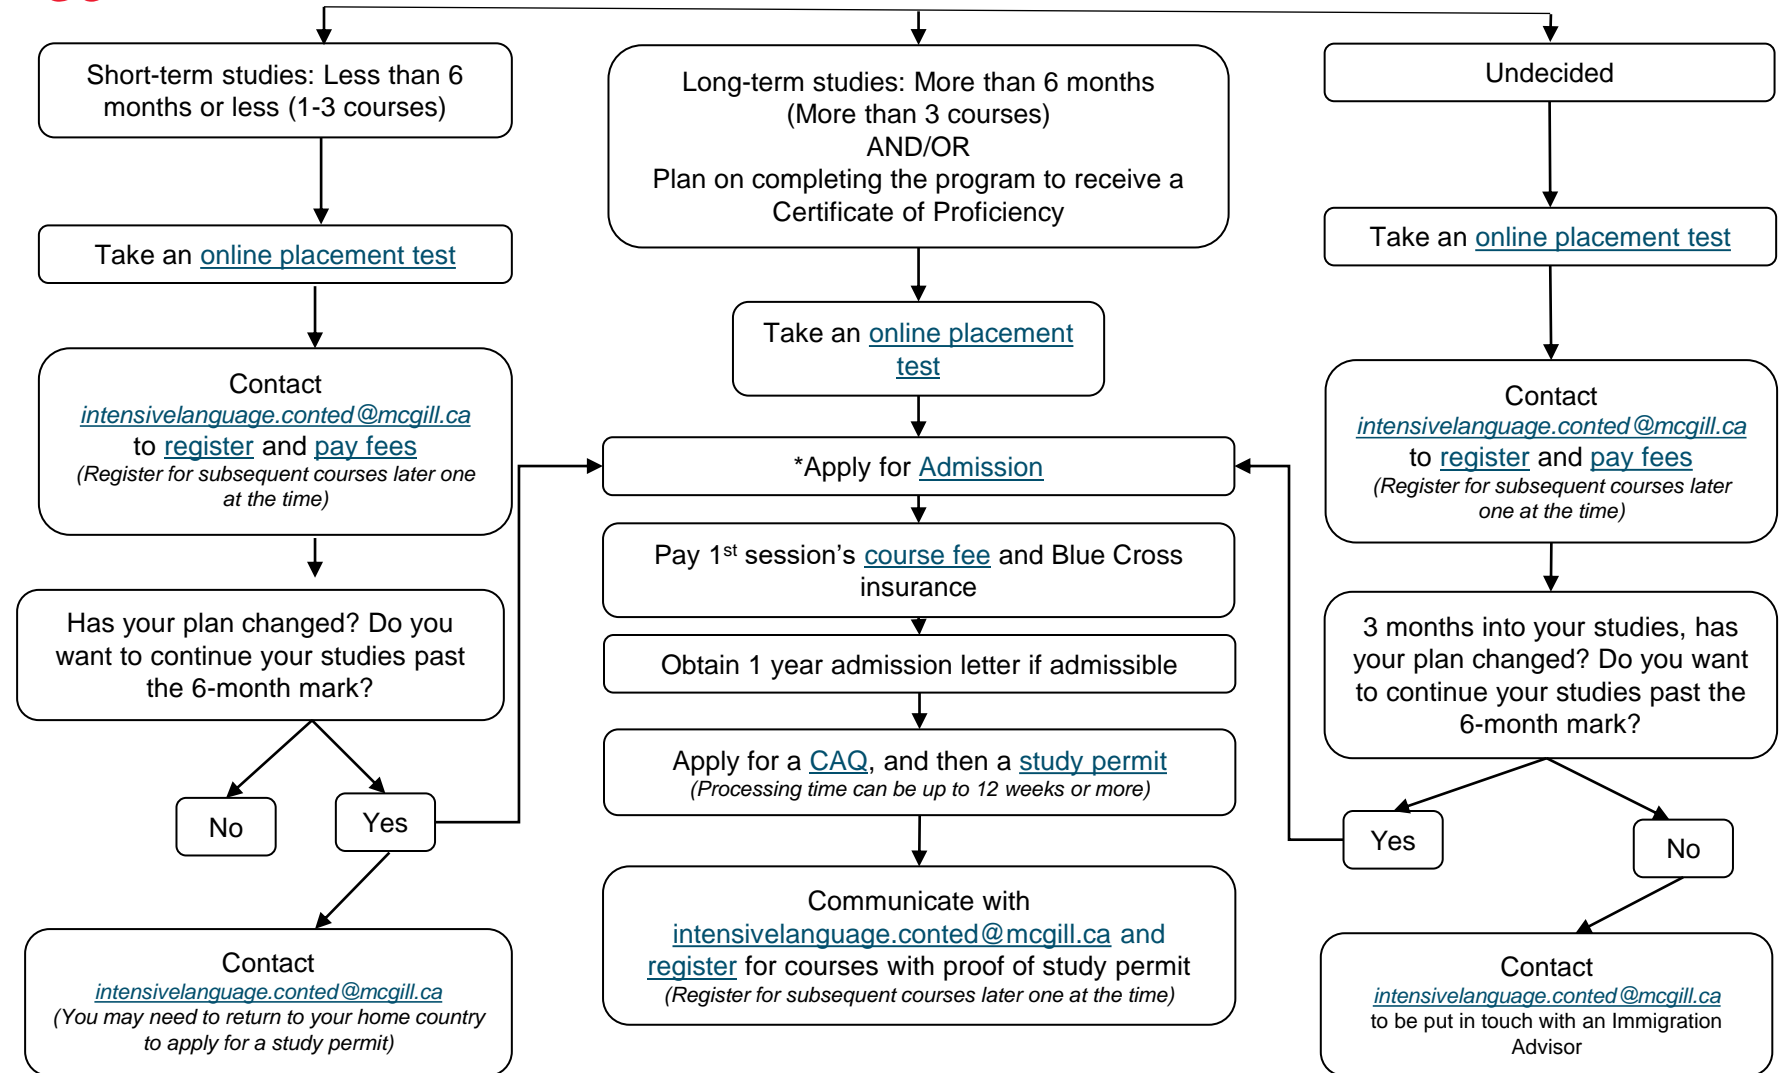 Short-term studies: Less than 6
months or less (1-3 courses)
Take an online placement test
Contact
intensivelanguage.conted@mcgill.ca
to register and pay fees
(Register for subsequent courses later one
at the time)
Has your plan changed? Do you
want to continue your studies past
the 6-month mark?
No
Yes
Contact
intensivelanguage.conted@mcgill.ca
(You may need to return to your home country
to apply for a study permit)
Long-term studies: More than 6 months
(More than 3 courses)
AND/OR
Plan on completing the program to receive a
Certificate of Proficiency
Take an online placement
test
*Apply for Admission
Pay 1st session's course fee and Blue Cross
insurance
Obtain 1 year admission letter if admissible
Apply for a CAQ, and then a study permit
(Processing time can be up to 12 weeks or more)
Communicate with
intensivelanguage.conted@mcgill.ca and
register for courses with proof of study permit
(Register for subsequent courses later one at the time)
Undecided
Take an online placement test
Contact
intensivelanguage.conted@mcgill.ca
to register and pay fees
(Register for subsequent courses later
one at the time)
3 months into your studies, has
your plan changed? Do you want
to continue your studies past the
6-month mark?
Yes
No
Contact
intensivelanguage.conted@mcgill.ca
to be put in touch with an Immigration
Advisor